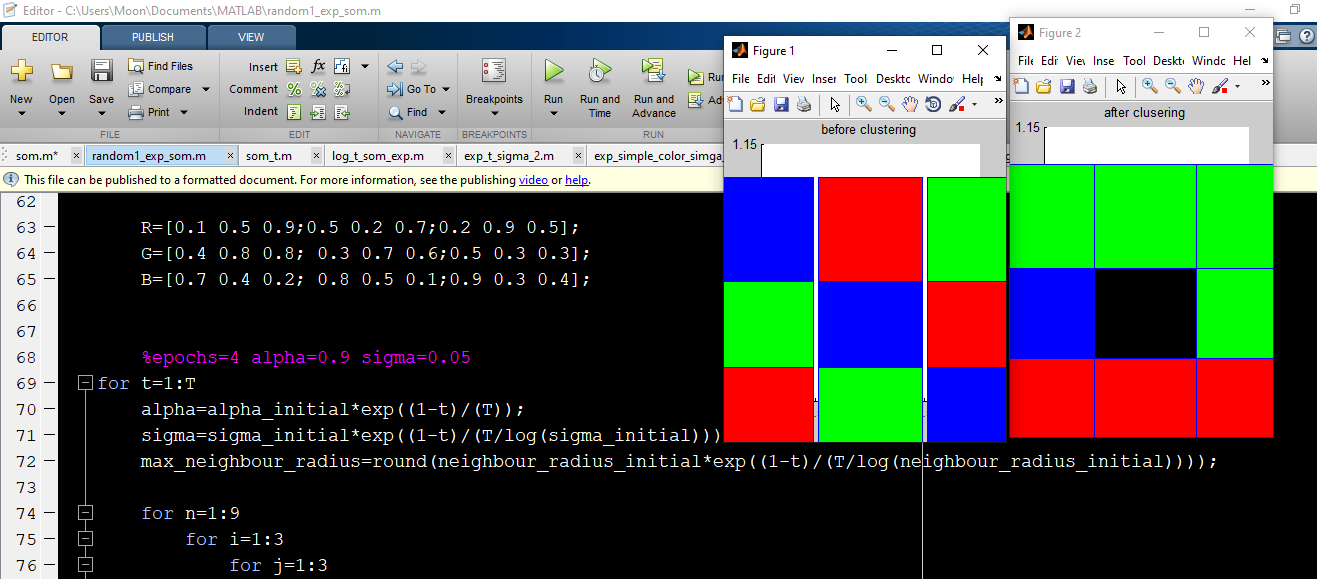 Editor - C:\Users\Moon\Documents\MATLAB\random1_exp_som.m
EDITOR PUBLISH VIEW
New Open Save Find Files Compare Print
FILE
Insert fx Comment Indent
EDIT
Go To Find
NAVIGATE
Breakpoints
BREAKPOINTS
Run Run and Time Run and Advance
RUN
som.m* random1_exp_som.m som_t.m log_t_som_exp.m exp_t_sigma_2.m exp_simple_color_simga_
This file can be published to a formatted document. For more information, see the publishing video or help.
62
63 R=[0.1 0.5 0.9;0.5 0.2 0.7;0.2 0.9 0.5];
64 G=[0.4 0.8 0.8; 0.3 0.7 0.6;0.5 0.3 0.3];
65 B=[0.7 0.4 0.2; 0.8 0.5 0.1;0.9 0.3 0.4];
66
67
68 %epochs=4 alpha=0.9 sigma=0.05
69 for t=1:T
70 alpha=alpha_initial*exp((1-t)/(T));
71 sigma=sigma_initial*exp((1-t)/(T/log(sigma_initial)))
72 max_neighbour_radius=round(neighbour_radius_initial*exp((1-t)/(T/log(neighbour_radius_initial))));
73
74 for n=1:9
75 for i=1:3
76 for j=1:3
Figure 1
File Edit View Inser Tool Deskto Windo Help
before clustering
1.15
Figure 2
File Edit View Inse Tool Deskt Windo Hel
after clusering
1.15